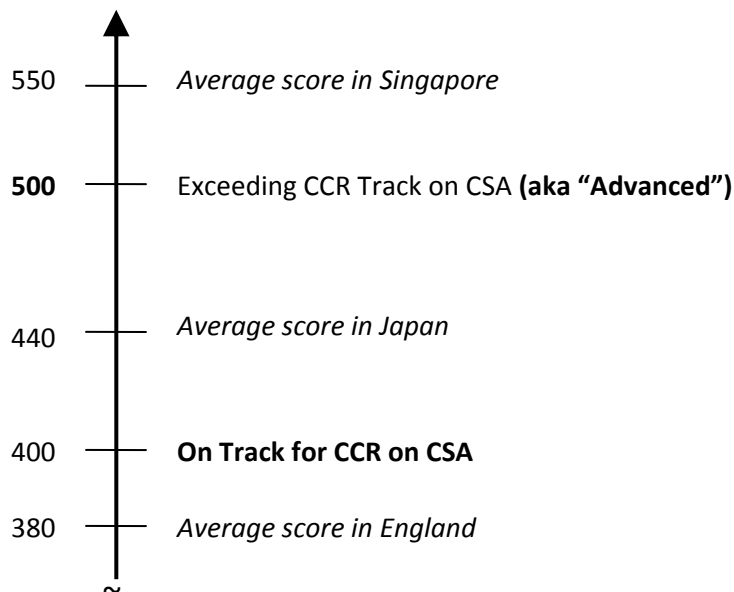 550 Average score in Singapore
500 Exceeding CCR Track on CSA (aka “Advanced”)
440 Average score in Japan
400 On Track for CCR on CSA
380 Average score in England
~